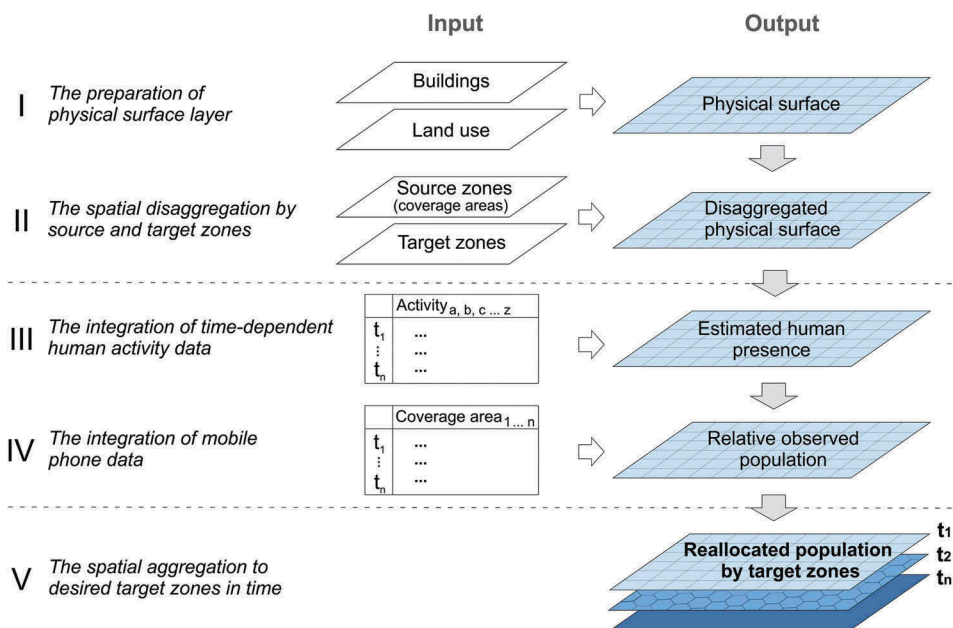 Input
Output
I
The preparation of
physical surface layer
Buildings
Land use
Physical surface
II
The spatial disaggregation by
source and target zones
Source zones
(coverage areas)
Target zones
Disaggregated
physical surface
III
The integration of time-dependent
human activity data
Activity a, b, c ... z
t1 ...
⋮ ...
tn ...
Estimated human
presence
IV
The integration of mobile
phone data
Coverage area 1 ... n
t1 ...
⋮ ...
tn ...
Relative observed
population
V
The spatial aggregation to
desired target zones in time
Reallocated population
by target zones
t1
t2
tn